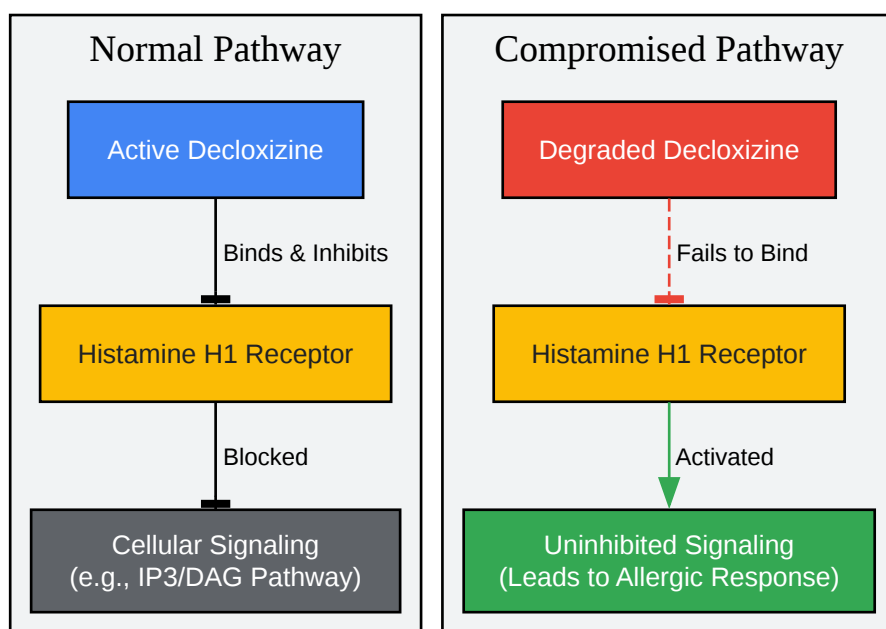 Normal Pathway
Active Decloxizine
Binds & Inhibits
Histamine H1 Receptor
Blocked
Cellular Signaling
(e.g., IP3/DAG Pathway)
Compromised Pathway
Degraded Decloxizine
Fails to Bind
Histamine H1 Receptor
Activated
Uninhibited Signaling
(Leads to Allergic Response)